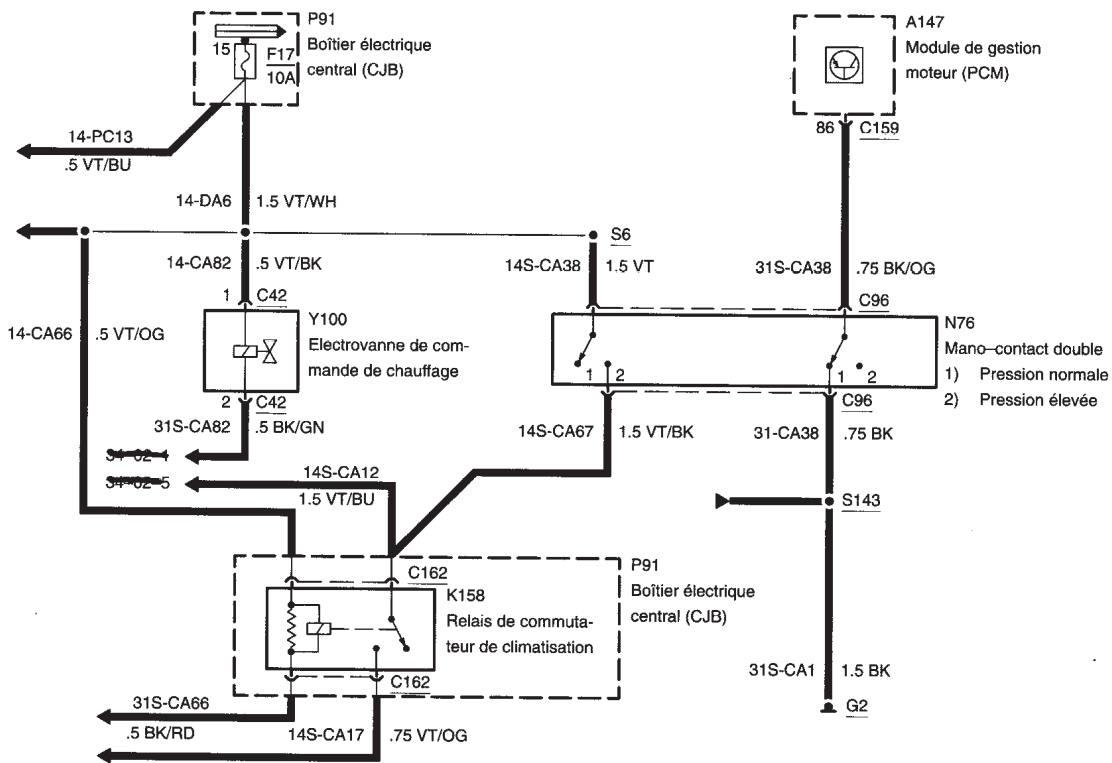 P91
Boîtier électrique
central (CJB)
15
F17
10A
A147
Module de gestion
moteur (PCM)
86
C159
14-PC13
.5 VT/BU
14-DA6
1.5 VT/WH
S6
14-CA82
.5 VT/BK
14S-CA38
1.5 VT
31S-CA38
.75 BK/OG
1
C42
C96
14-CA66
.5 VT/OG
Y100
Electrovanne de com-
mande de chauffage
N76
Mano–contact double
1) Pression normale
2) Pression élevée
1
2
1
2
2
C42
C96
31S-CA82
.5 BK/GN
14S-CA67
1.5 VT/BK
31-CA38
.75 BK
34-02-4
34-02-5
14S-CA12
1.5 VT/BU
S143
P91
Boîtier électrique
central (CJB)
C162
K158
Relais de commuta-
teur de climatisation
C162
31S-CA1
1.5 BK
G2
31S-CA66
.5 BK/RD
14S-CA17
.75 VT/OG